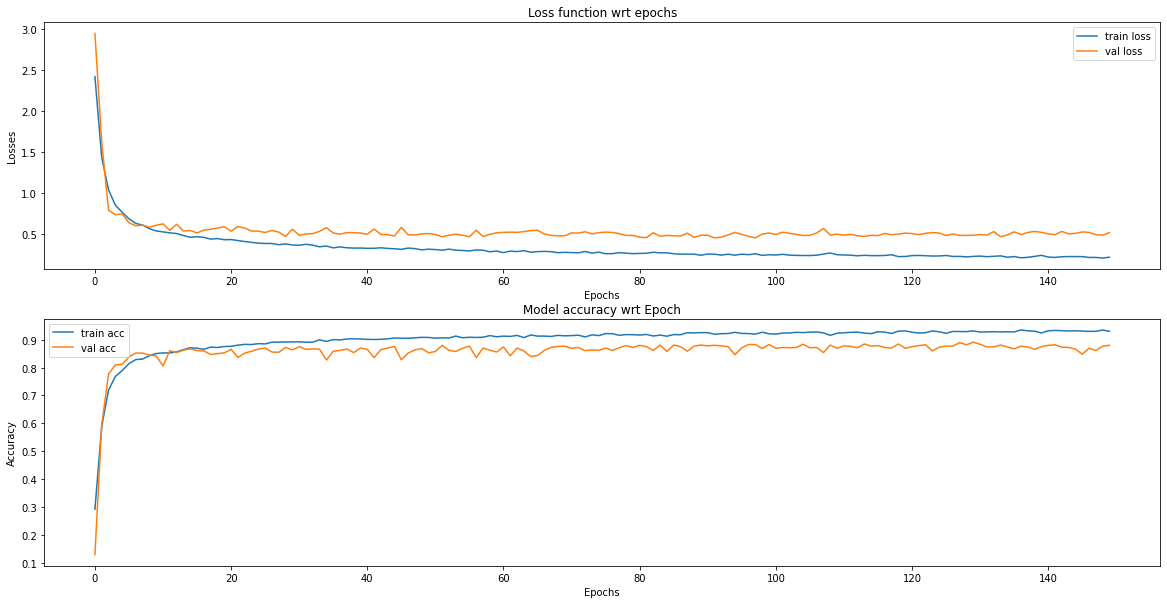 Loss function wrt epochs
3.0
2.5
2.0
1.5
1.0
0.5
Losses
train loss
val loss
0 20 40 60 80 100 120 140
Epochs
Model accuracy wrt Epoch
0.9
0.8
0.7
0.6
0.5
0.4
0.3
0.2
0.1
Accuracy
train acc
val acc
0 20 40 60 80 100 120 140
Epochs